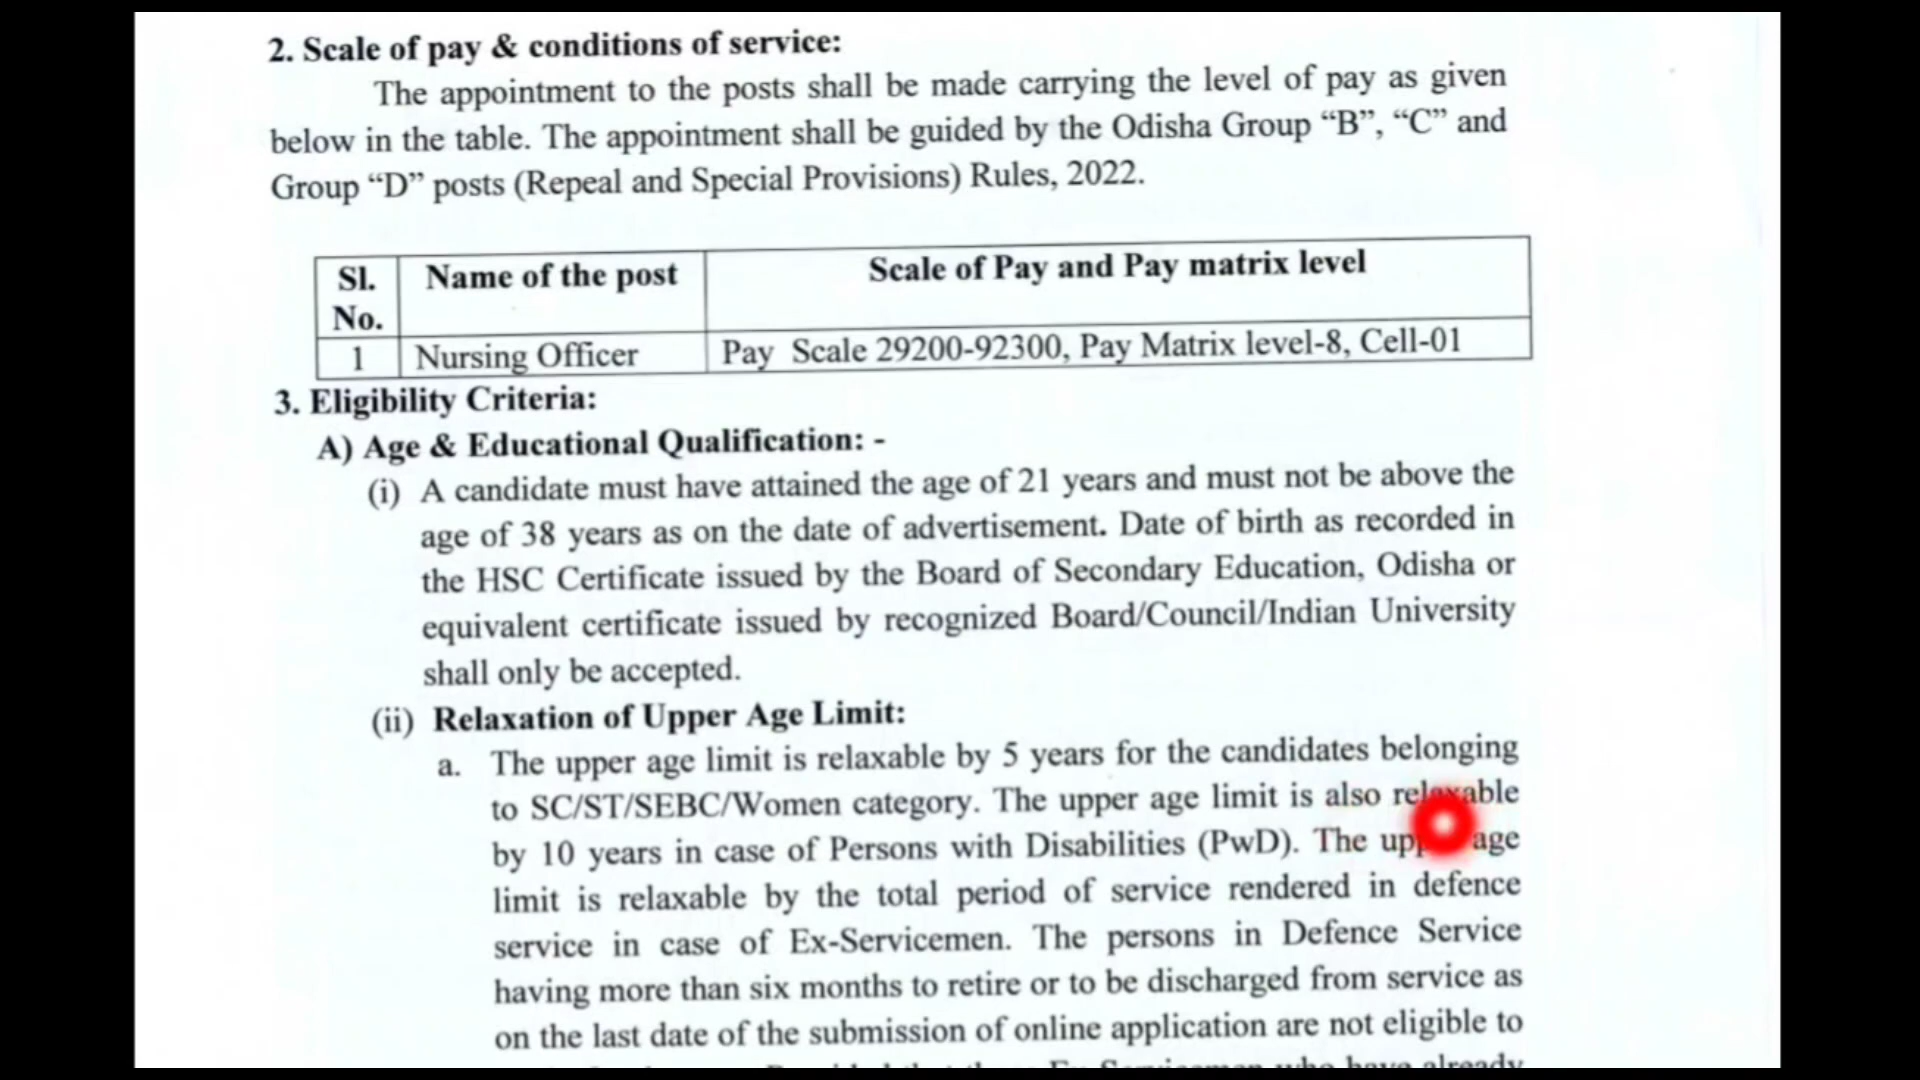 2. Scale of pay & conditions of service:
The appointment to the posts shall be made carrying the level of pay as given
below in the table. The appointment shall be guided by the Odisha Group “B”, “C” and
Group “D” posts (Repeal and Special Provisions) Rules, 2022.
Sl. No. Name of the post Scale of Pay and Pay matrix level
1 Nursing Officer Pay Scale 29200-92300, Pay Matrix level-8, Cell-01
3. Eligibility Criteria:
A) Age & Educational Qualification: -
(i) A candidate must have attained the age of 21 years and must not be above the
age of 38 years as on the date of advertisement. Date of birth as recorded in
the HSC Certificate issued by the Board of Secondary Education, Odisha or
equivalent certificate issued by recognized Board/Council/Indian University
shall only be accepted.
(ii) Relaxation of Upper Age Limit:
a. The upper age limit is relaxable by 5 years for the candidates belonging
to SC/ST/SEBC/Women category. The upper age limit is also relaxable
by 10 years in case of Persons with Disabilities (PwD). The upper age
limit is relaxable by the total period of service rendered in defence
service in case of Ex-Servicemen. The persons in Defence Service
having more than six months to retire or to be discharged from service as
on the last date of the submission of online application are not eligible to
who have already